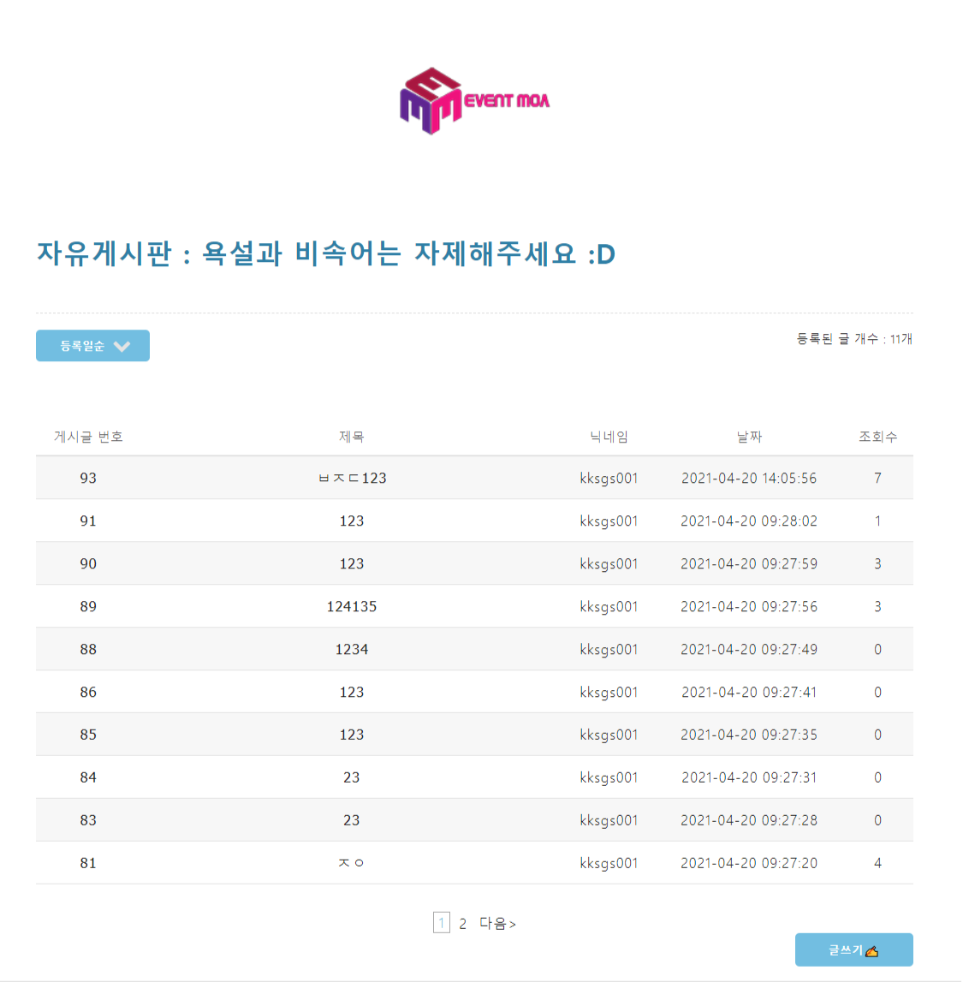 EVENT MOA
자유게시판 : 욕설과 비속어는 자제해주세요 :D
등록일순
등록된 글 개수 : 11개
게시글 번호 제목 닉네임 날짜 조회수
93 ㅂㅈㄷ123 kksgs001 2021-04-20 14:05:56 7
91 123 kksgs001 2021-04-20 09:28:02 1
90 123 kksgs001 2021-04-20 09:27:59 3
89 124135 kksgs001 2021-04-20 09:27:56 3
88 1234 kksgs001 2021-04-20 09:27:49 0
86 123 kksgs001 2021-04-20 09:27:41 0
85 123 kksgs001 2021-04-20 09:27:35 0
84 23 kksgs001 2021-04-20 09:27:31 0
83 23 kksgs001 2021-04-20 09:27:28 0
81 ㅈㅇ kksgs001 2021-04-20 09:27:20 4
1 2 다음>
글쓰기✍